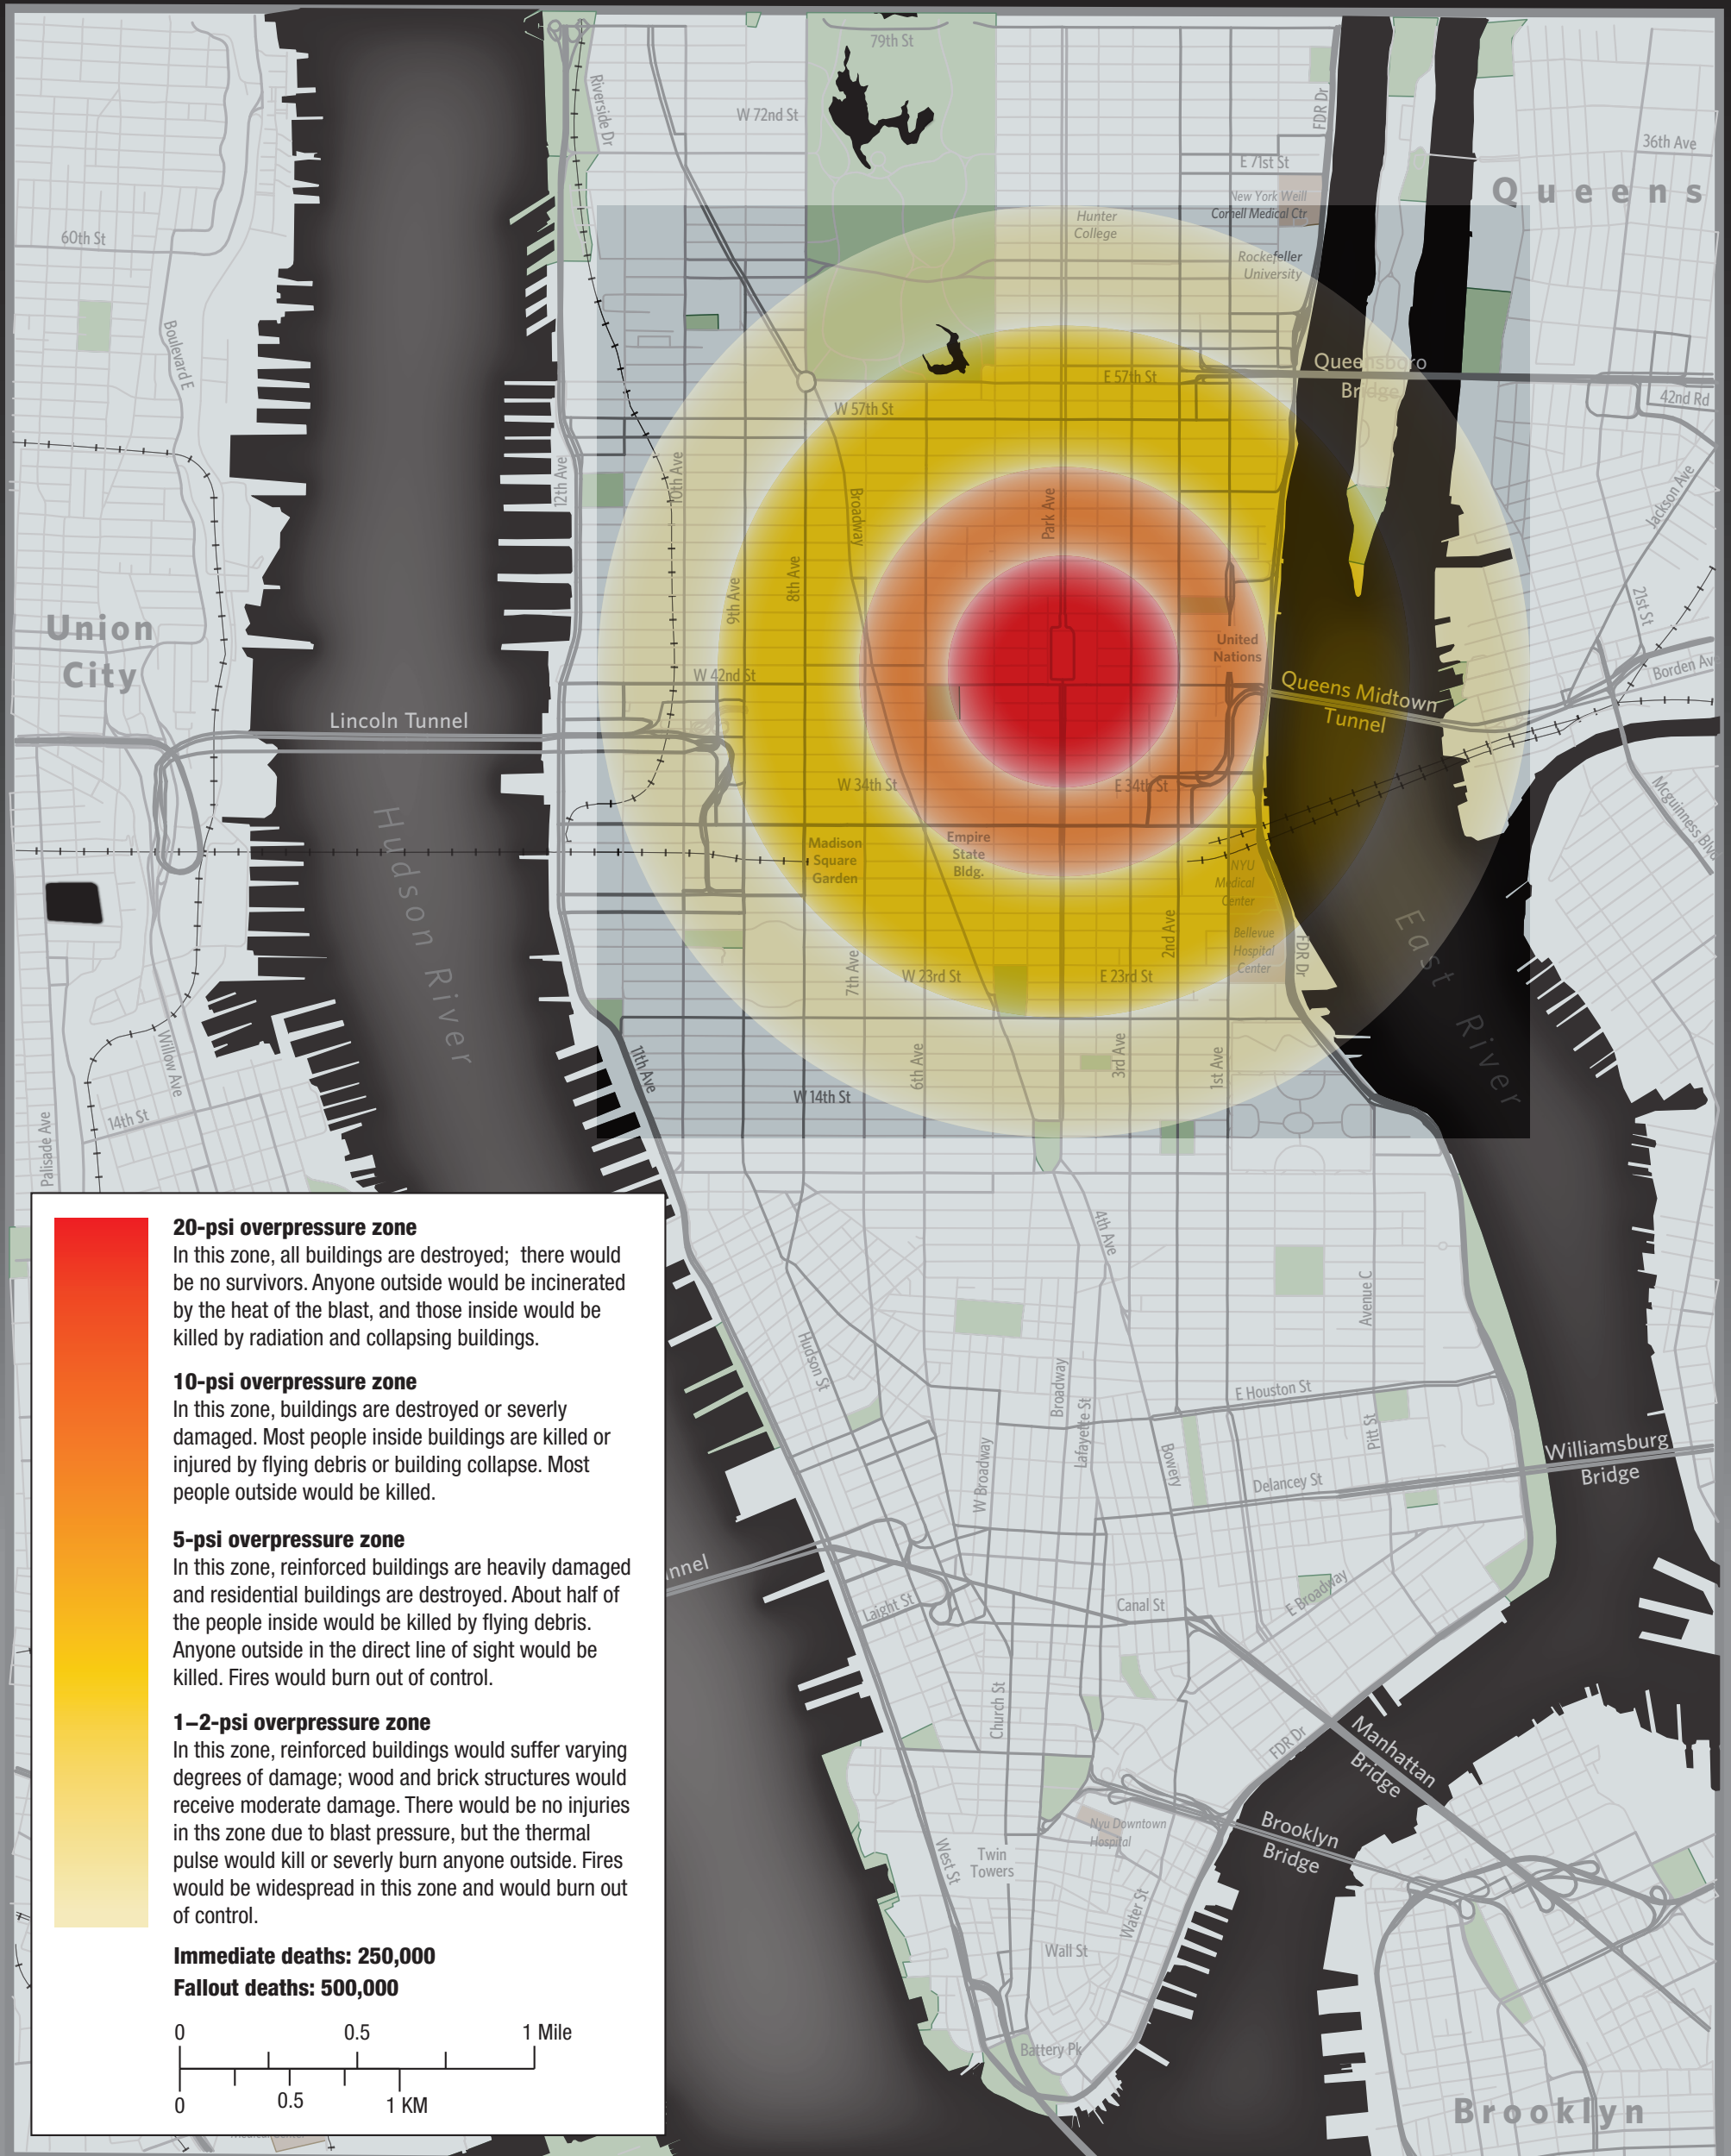 79th St
Riverside Dr
W 72nd St
FDR Dr
E 71st St
36th Ave
Queens
New York Weill
Cornell Medical Ctr
Hunter
College
60th St
Rockefeller
University
Boulevard E
Queensboro
Bridge
E 57th St
W 57th St
42nd Rd
12th Ave
10th Ave
Broadway
Park Ave
Jackson Ave
8th Ave
9th Ave
21st St
Union
City
United
Nations
Borden Av
W 42nd St
Queens Midtown
Tunnel
Lincoln Tunnel
W 34th St
E 34th St
Mcguinness Blv
Hudson River
Madison
Square
Garden
Empire
State
Bldg.
NYU
Medical
Center
2nd Ave
Bellevue
Hospital
Center
FDR Dr
East River
7th Ave
W 23rd St
E 23rd St
Willow Ave
11th Ave
6th Ave
3rd Ave
1st Ave
W 14th St
14th St
Palisade Ave
4th Ave
Avenue C
Hudson St
Broadway
Lafayette St
E Houston St
Pitt St
W Broadway
Bowery
Delancey St
Williamsburg
Bridge
nnel
Laight St
Canal St
E Broadway
Church St
FDR Dr
Manhattan
Bridge
Nyu Downtown
Hospital
Brooklyn
Bridge
West St
Twin
Towers
Water St
Wall St
Battery Pk
Brooklyn
20-psi overpressure zone
In this zone, all buildings are destroyed;  there would
be no survivors. Anyone outside would be incinerated
by the heat of the blast, and those inside would be
killed by radiation and collapsing buildings.
10-psi overpressure zone
In this zone, buildings are destroyed or severly
damaged. Most people inside buildings are killed or
injured by flying debris or building collapse. Most
people outside would be killed.
5-psi overpressure zone
In this zone, reinforced buildings are heavily damaged
and residential buildings are destroyed. About half of
the people inside would be killed by flying debris.
Anyone outside in the direct line of sight would be
killed. Fires would burn out of control.
1–2-psi overpressure zone
In this zone, reinforced buildings would suffer varying
degrees of damage; wood and brick structures would
receive moderate damage. There would be no injuries
in ths zone due to blast pressure, but the thermal
pulse would kill or severly burn anyone outside. Fires
would be widespread in this zone and would burn out
of control.
Immediate deaths: 250,000
Fallout deaths: 500,000
0 0.5 1 Mile
0 0.5 1 KM